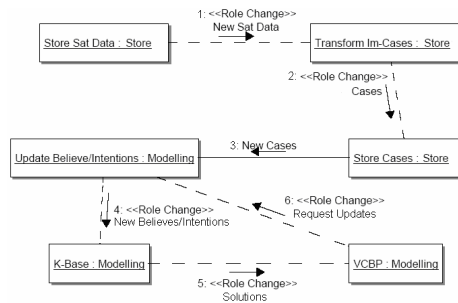 1: <<Role Change>>
New Sat Data
Store Sat Data : Store
Transform Im-Cases : Store
2: <<Role Change>>
Cases
3: New Cases
Update Believe/Intentions : Modelling
Store Cases : Store
4: <<Role Change>>
New Believes/Intentions
6: <<Role Change>>
Request Updates
K-Base : Modelling
VCBP : Modelling
5: <<Role Change>>
Solutions